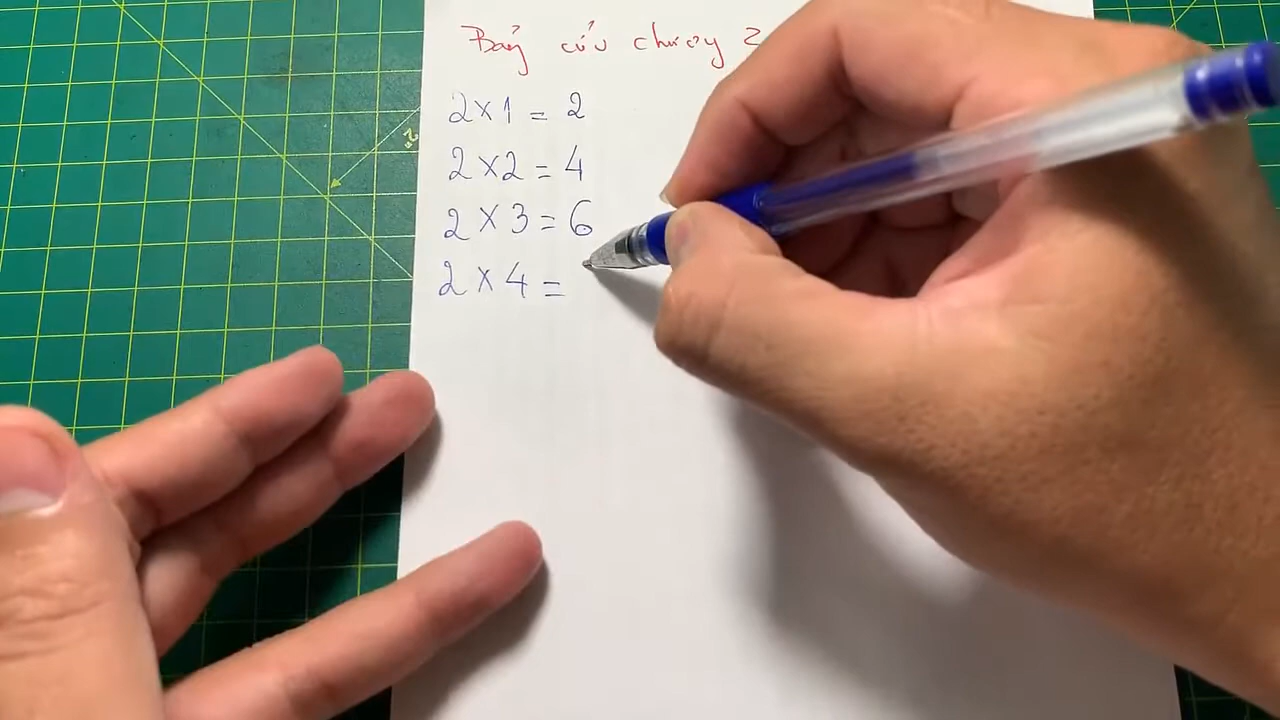 Bảng cửu chương 2
2 x 1 = 2
2 x 2 = 4
2 x 3 = 6
2 x 4 =